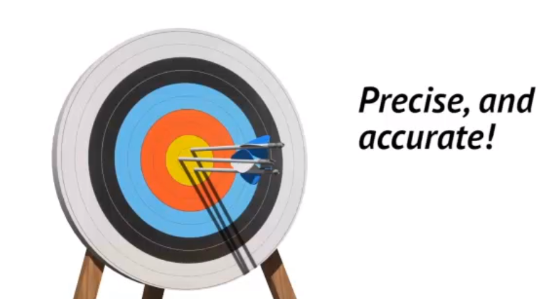 Precise, and
accurate!